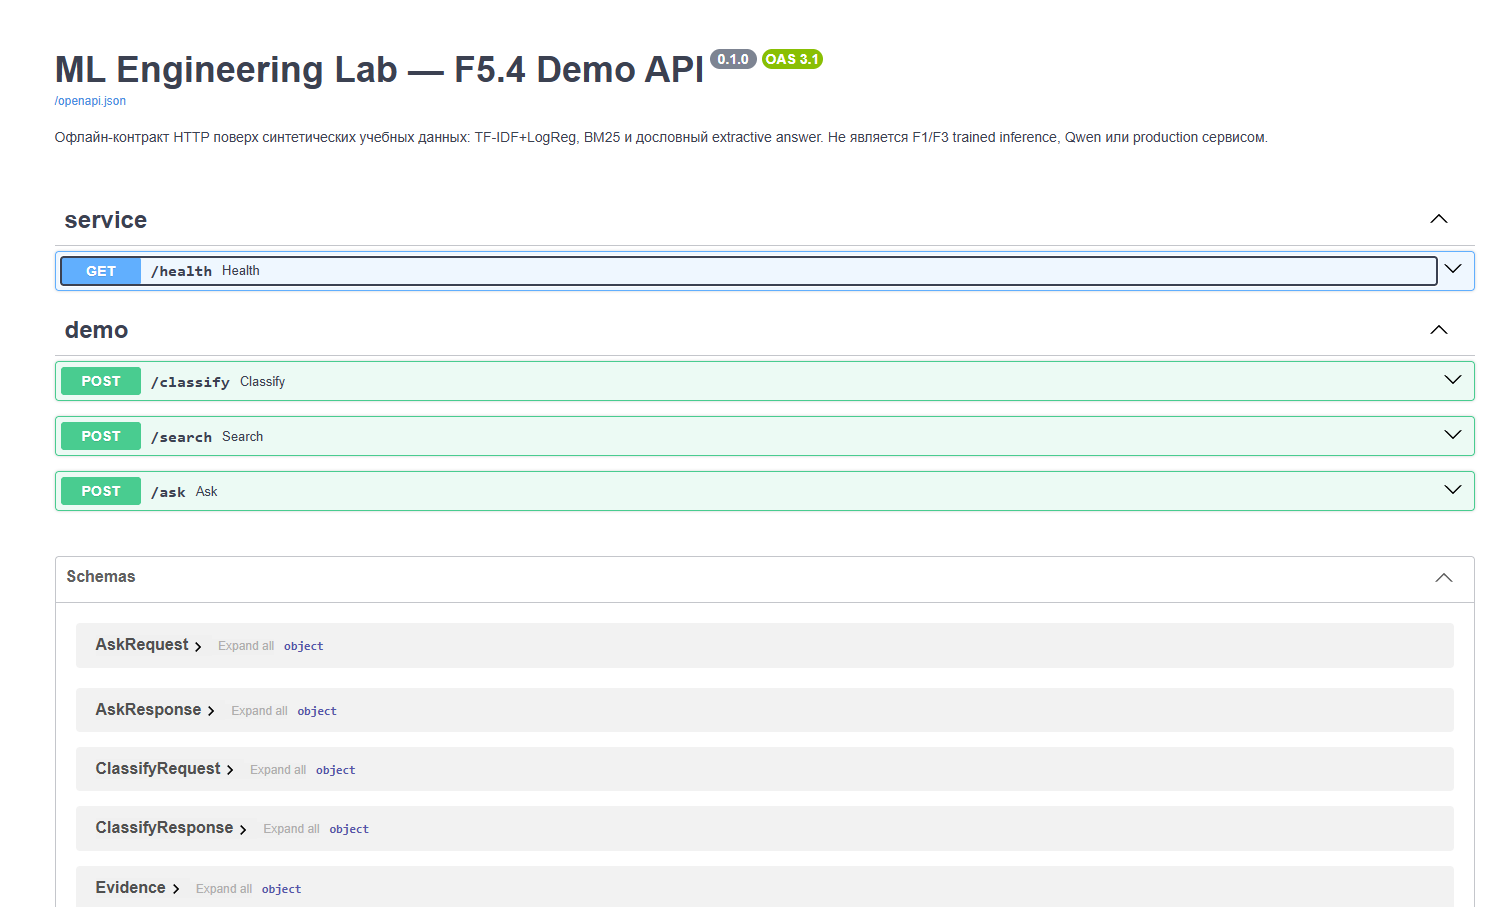 ML Engineering Lab — F5.4 Demo API 0.1.0 OAS 3.1
/openapi.json
Офлайн-контракт HTTP поверх синтетических учебных данных: TF-IDF+LogReg, BM25 и дословный extractive answer. Не является F1/F3 trained inference, Qwen или production сервисом.
service
GET /health Health
demo
POST /classify Classify
POST /search Search
POST /ask Ask
Schemas
AskRequest Expand all object
AskResponse Expand all object
ClassifyRequest Expand all object
ClassifyResponse Expand all object
Evidence Expand all object